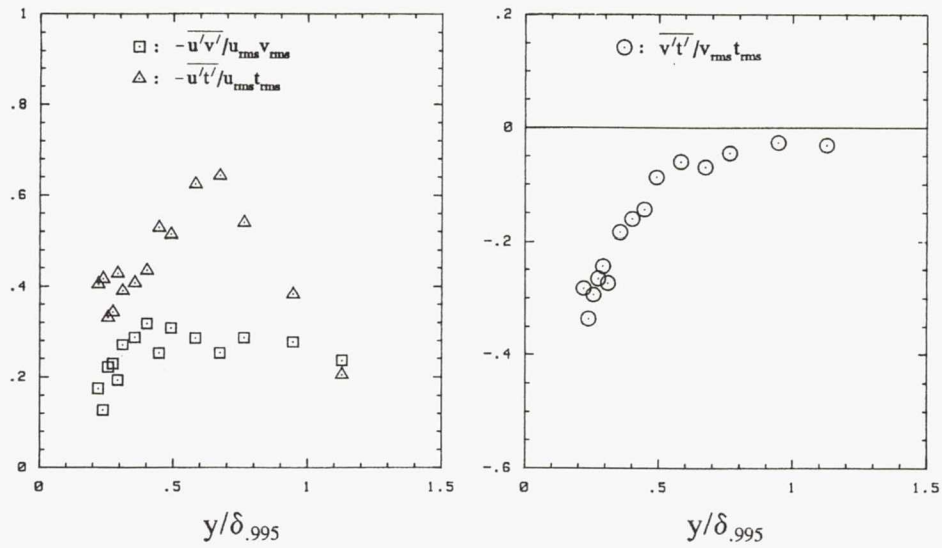 1
□ : -u'v'/u_rms v_rms
△ : -u't'/u_rms t_rms
.8
.6
.4
.2
0
0 .5 1 1.5
y/δ.995
.2
⊙ : v't'/v_rms t_rms
0
-.2
-.4
-.6
0 .5 1 1.5
y/δ.995